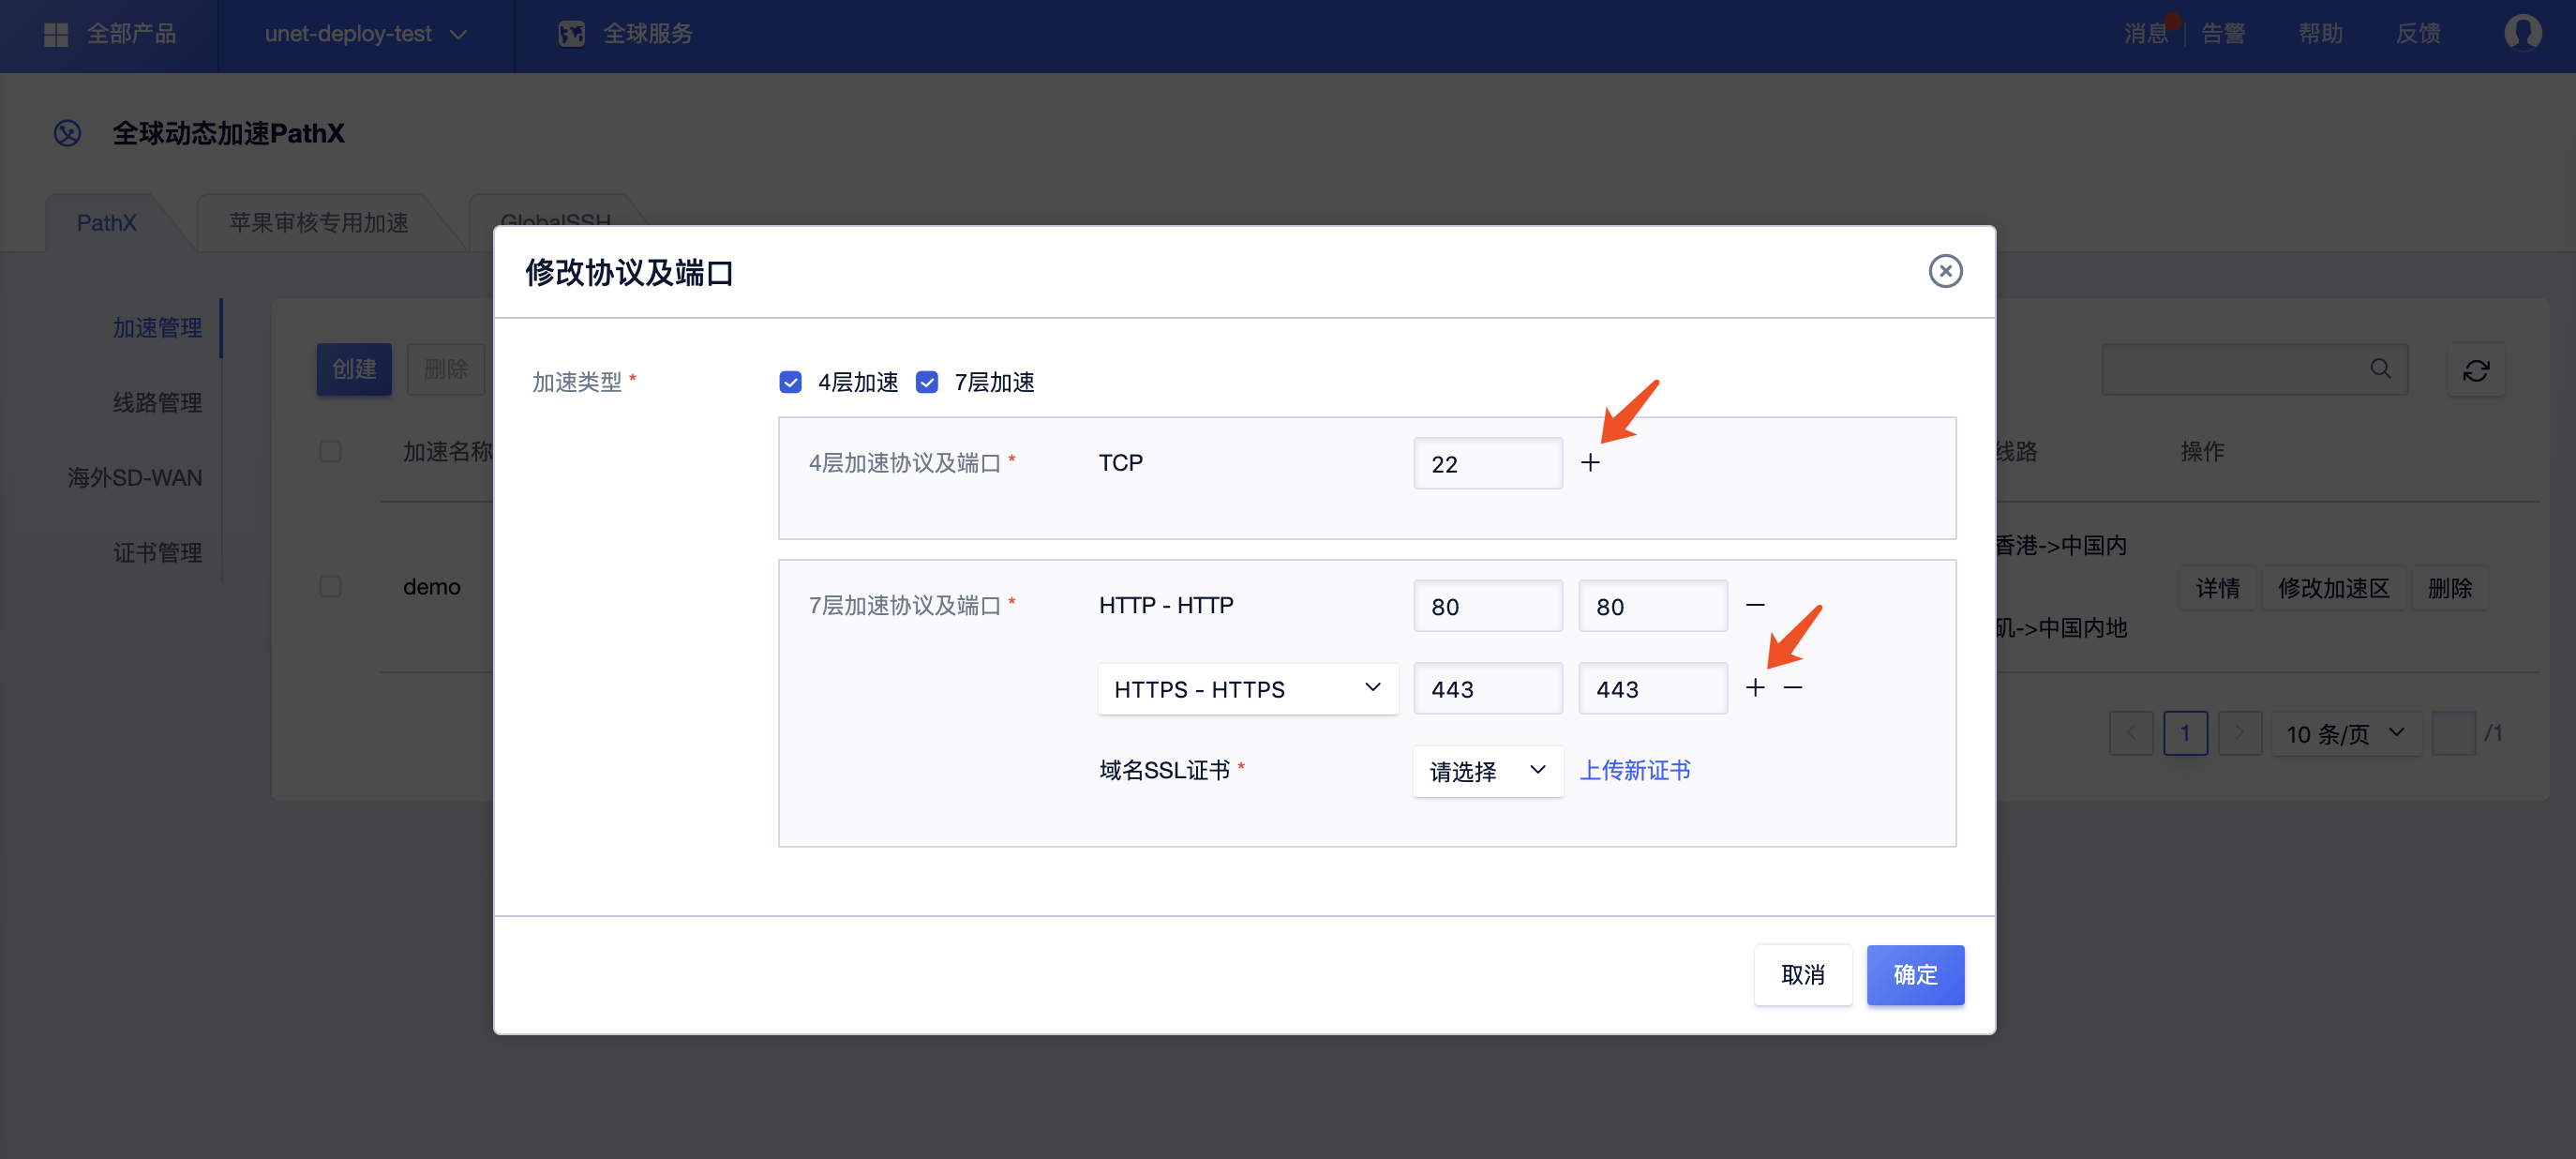 全部产品
unet-deploy-test
全球服务
消息
告警
帮助
反馈
全球动态加速PathX
PathX
苹果审核专用加速
GlobalSSH
加速管理
线路管理
海外SD-WAN
证书管理
创建
删除
加速名称
线路
操作
demo
香港->中国内
矶->中国内地
详情
修改加速区
删除
1
10 条/页
/1
修改协议及端口
加速类型 *
4层加速
7层加速
4层加速协议及端口 *
TCP
22
7层加速协议及端口 *
HTTP - HTTP
80
80
HTTPS - HTTPS
443
443
域名SSL证书 *
请选择
上传新证书
取消
确定